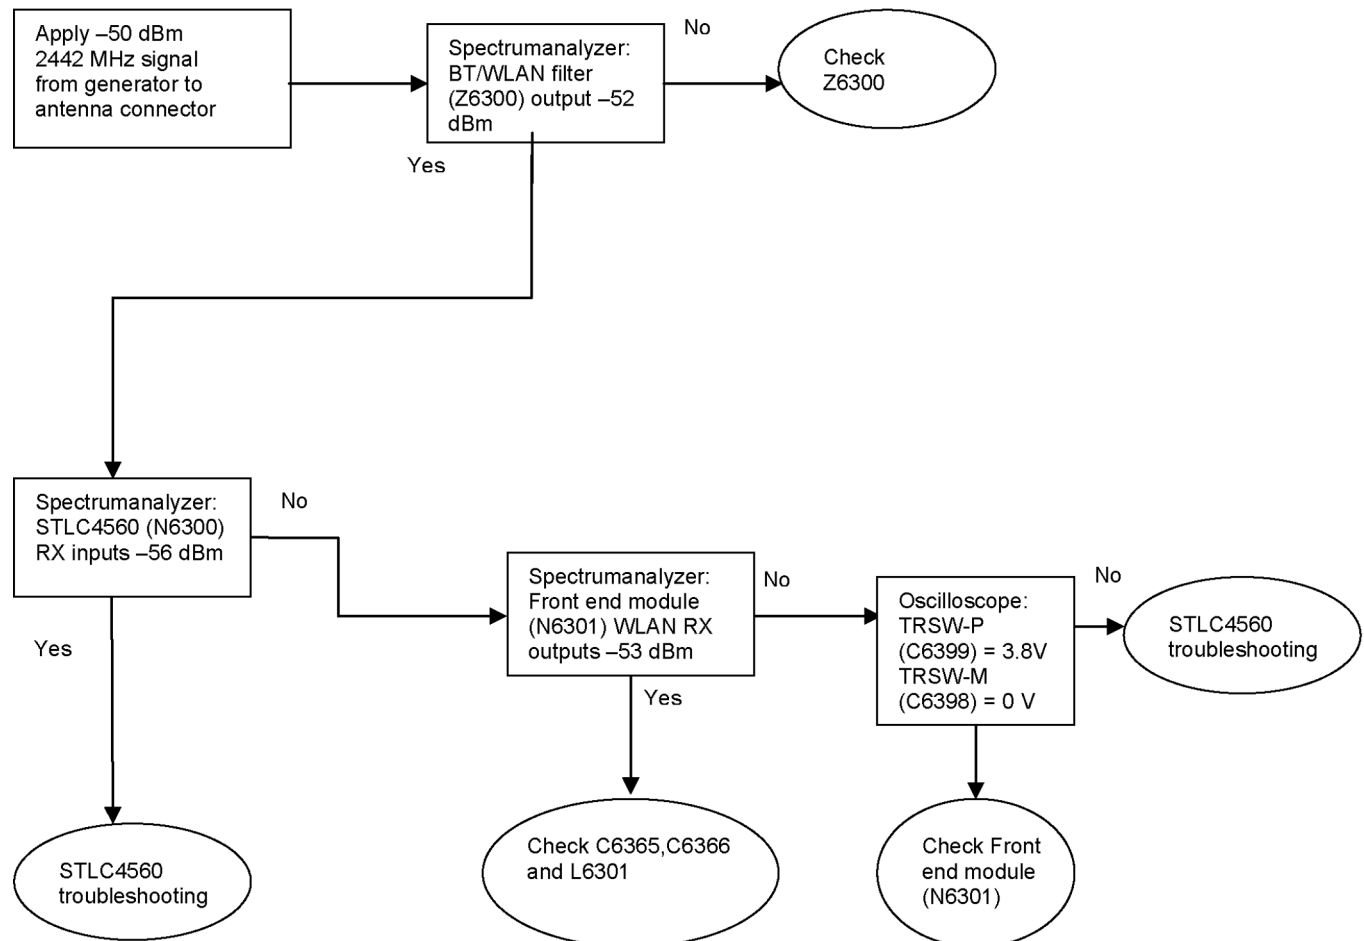 Apply –50 dBm
2442 MHz signal
from generator to
antenna connector
Spectrumanalyzer:
BT/WLAN filter
(Z6300) output –52
dBm
No
Check
Z6300
Yes
Spectrumanalyzer:
STLC4560 (N6300)
RX inputs –56 dBm
No
Yes
Spectrumanalyzer:
Front end module
(N6301) WLAN RX
outputs –53 dBm
No
Yes
Oscilloscope:
TRSW-P
(C6399) = 3.8V
TRSW-M
(C6398) = 0 V
No
STLC4560
troubleshooting
STLC4560
troubleshooting
Check C6365,C6366
and L6301
Check Front
end module
(N6301)